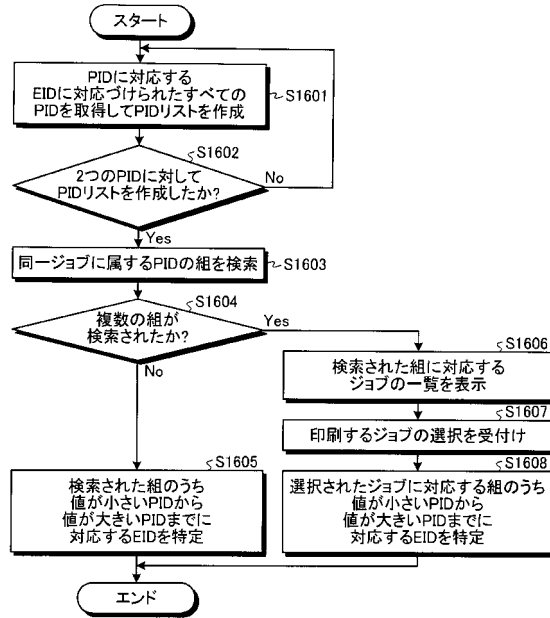 スタート
PIDに対応する
EIDに対応づけられたすべての
PIDを取得してPIDリストを作成
S1601
S1602
2つのPIDに対して
PIDリストを作成したか?
No
Yes
同一ジョブに属するPIDの組を検索
S1603
S1604
複数の組が
検索されたか?
Yes
No
S1606
検索された組に対応する
ジョブの一覧を表示
S1607
印刷するジョブの選択を受付け
S1605
検索された組のうち
値が小さいPIDから
値が大きいPIDまでに
対応するEIDを特定
S1608
選択されたジョブに対応する組のうち
値が小さいPIDから
値が大きいPIDまでに
対応するEIDを特定
エンド